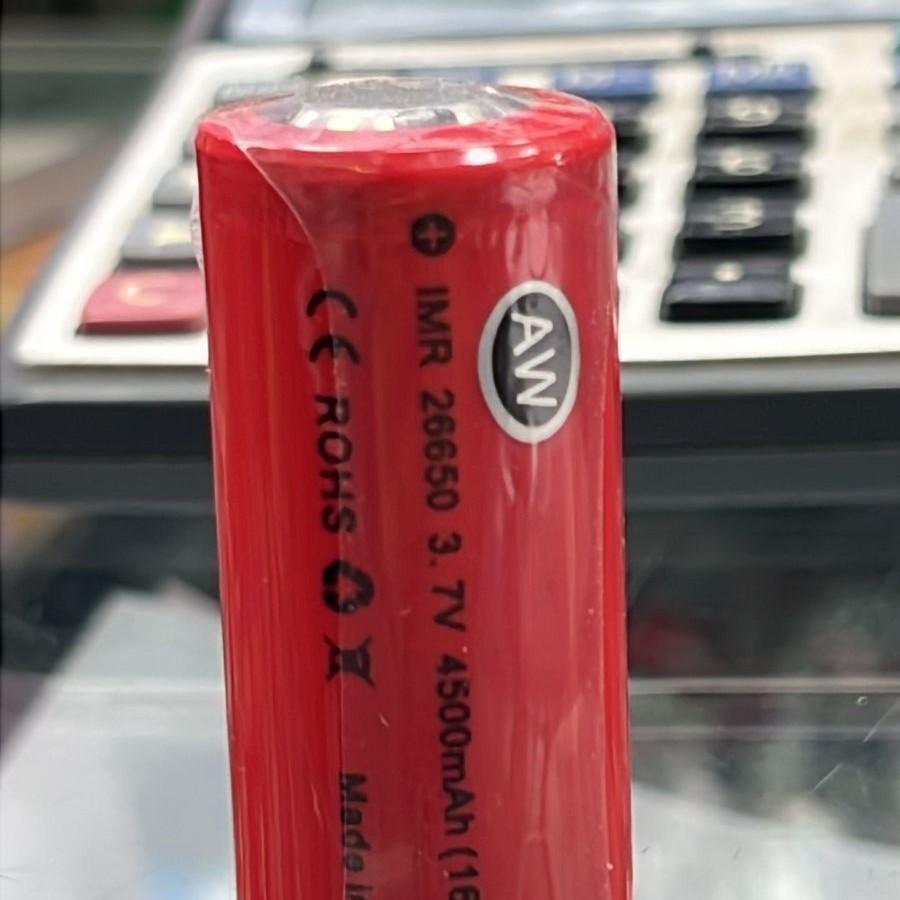 AW
IMR 26650 3.7V 4500mAh (16
CE ROHS
Made i